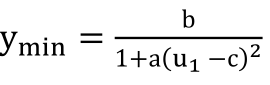 y_min = b / (1+a(u_1 −c)^2)